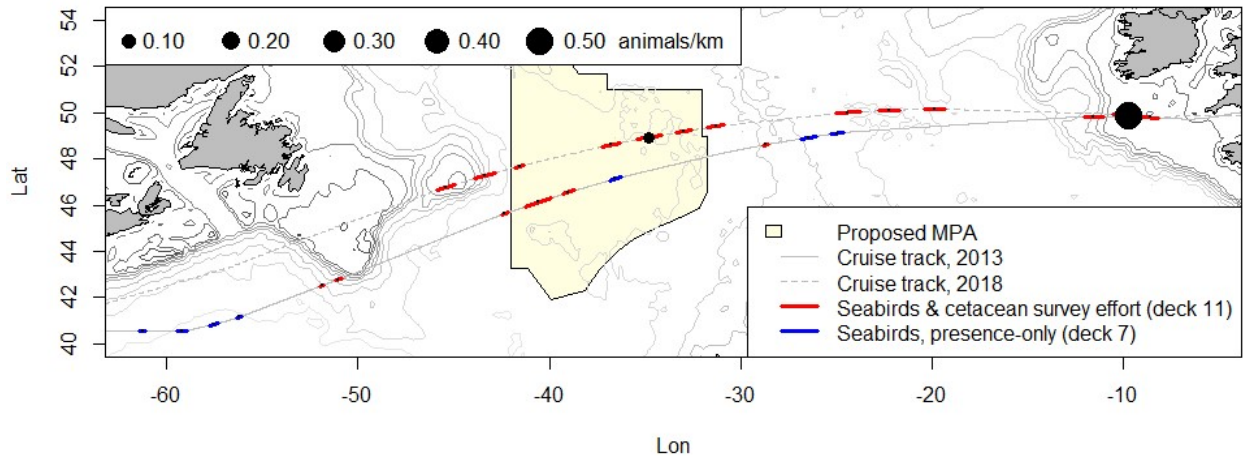 0.10 0.20 0.30 0.40 0.50 animals/km
54
52
50
48
46
44
42
40
Lat
Proposed MPA
Cruise track, 2013
Cruise track, 2018
Seabirds & cetacean survey effort (deck 11)
Seabirds, presence-only (deck 7)
-60 -50 -40 -30 -20 -10
Lon